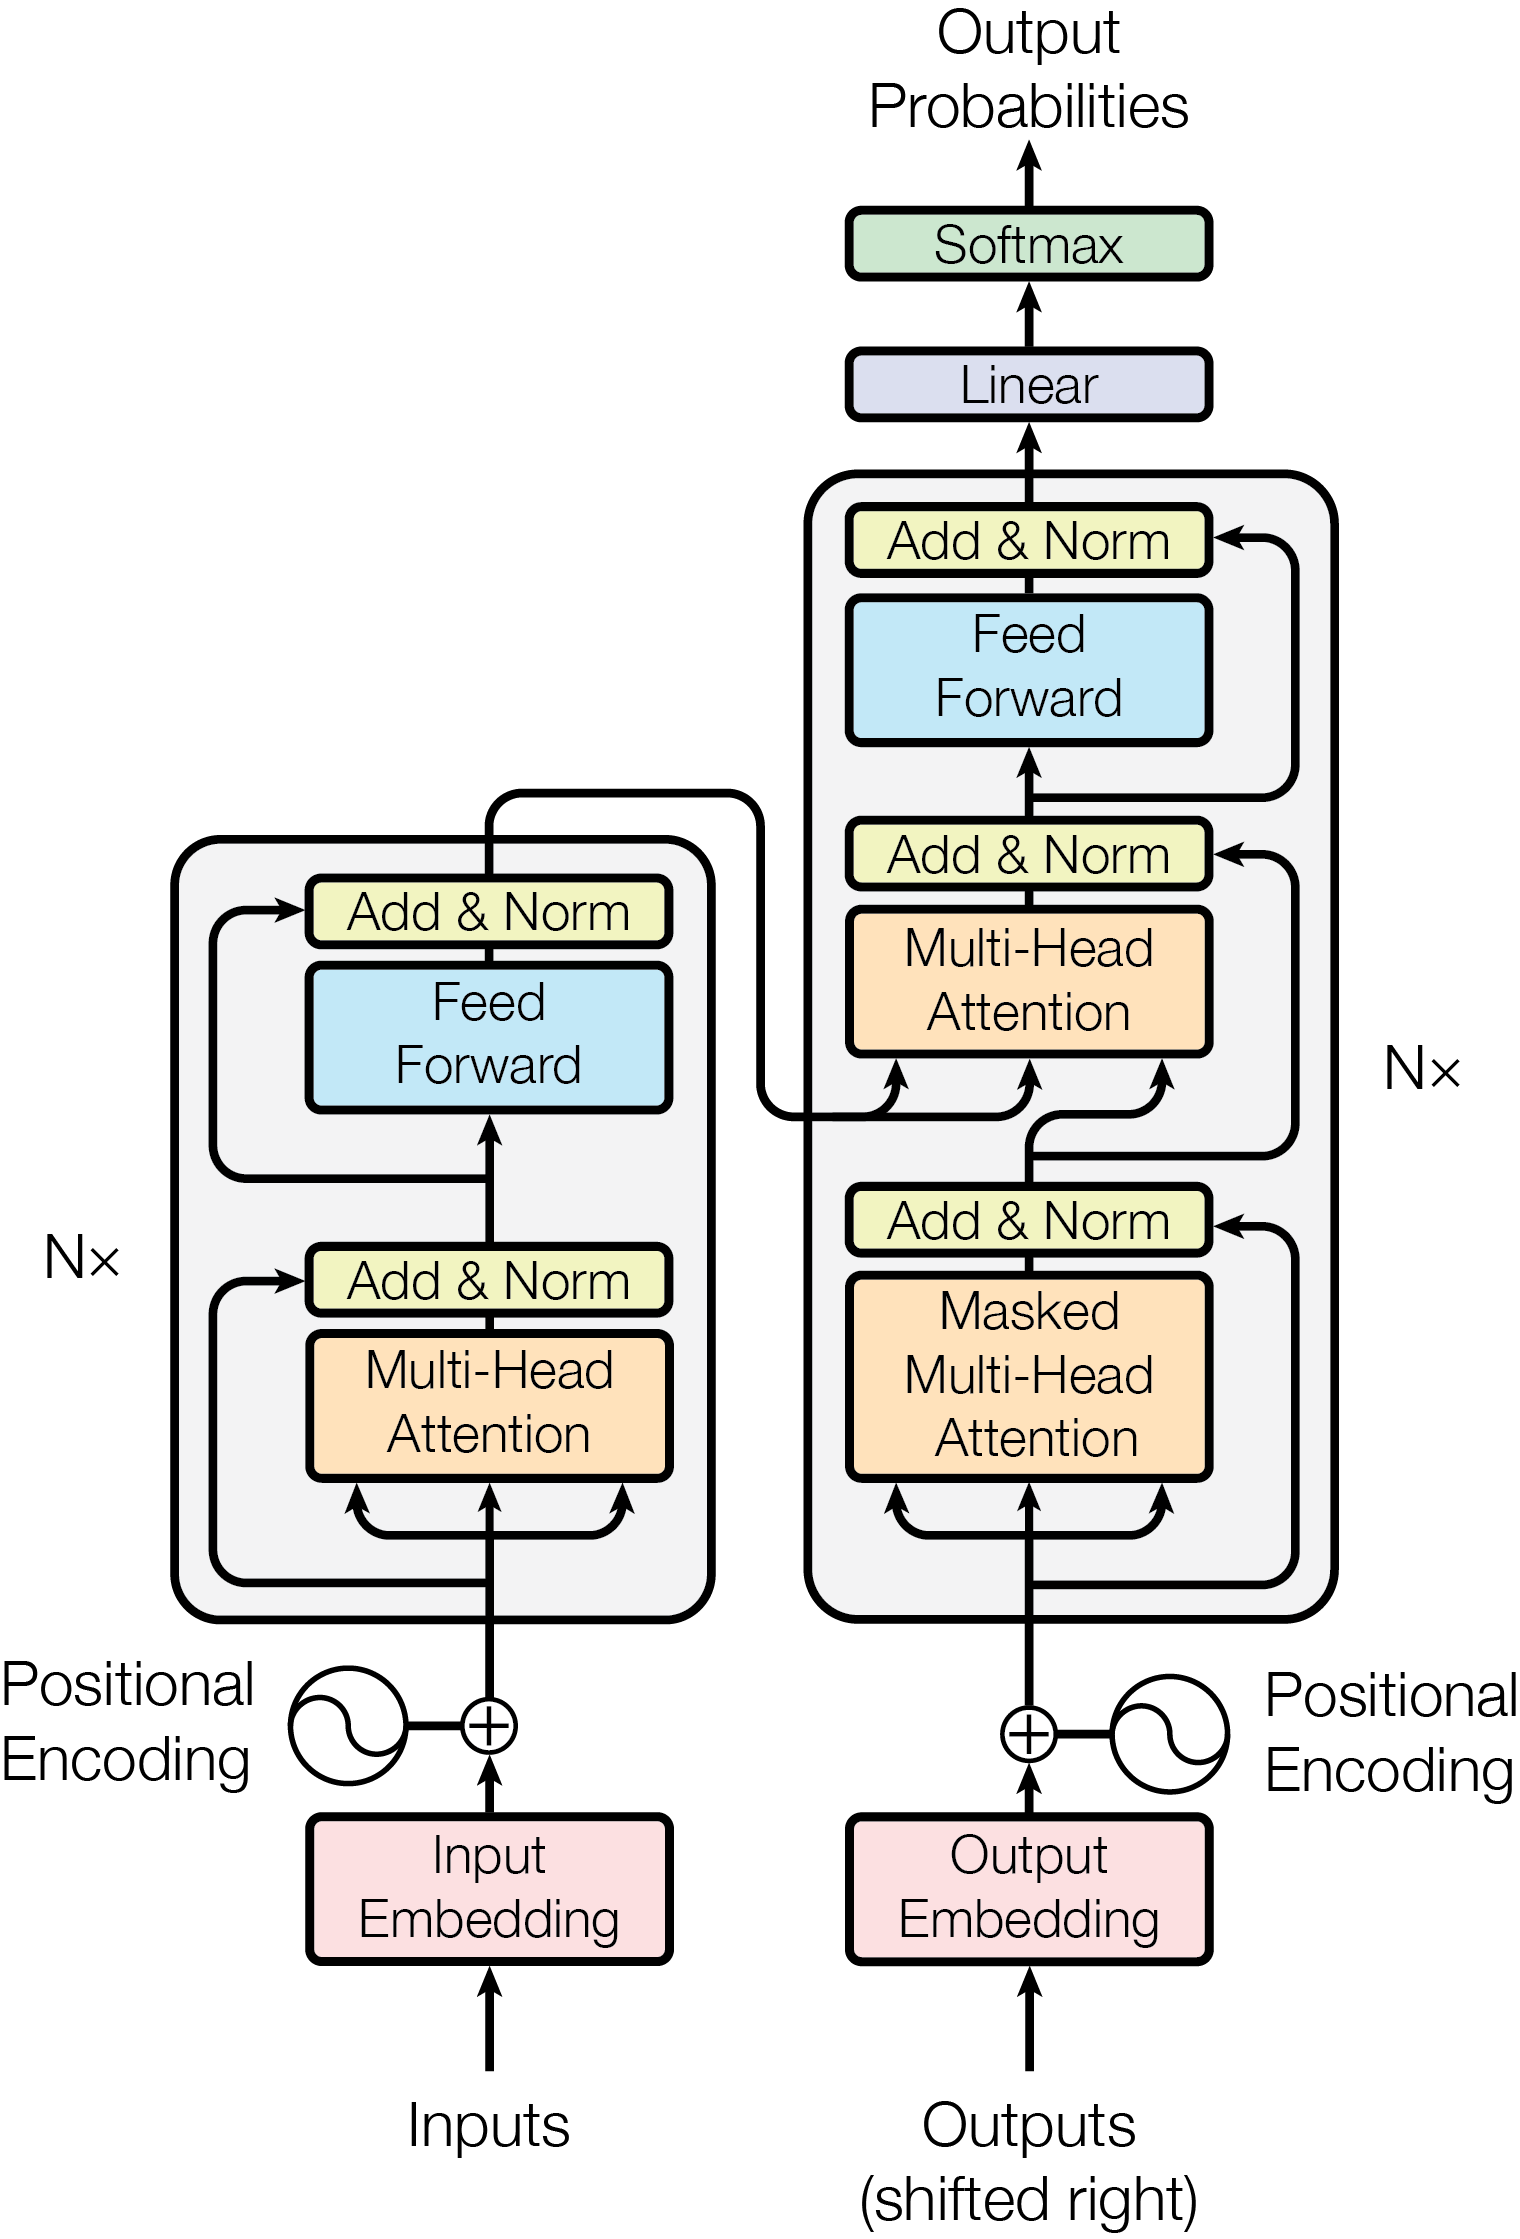 Output
Probabilities
Softmax
Linear
Add & Norm
Feed
Forward
Add & Norm
Multi-Head
Attention
N×
Add & Norm
Masked
Multi-Head
Attention
Add & Norm
Feed
Forward
N×
Add & Norm
Multi-Head
Attention
Positional
Encoding
Positional
Encoding
Input
Embedding
Output
Embedding
Inputs
Outputs
(shifted right)